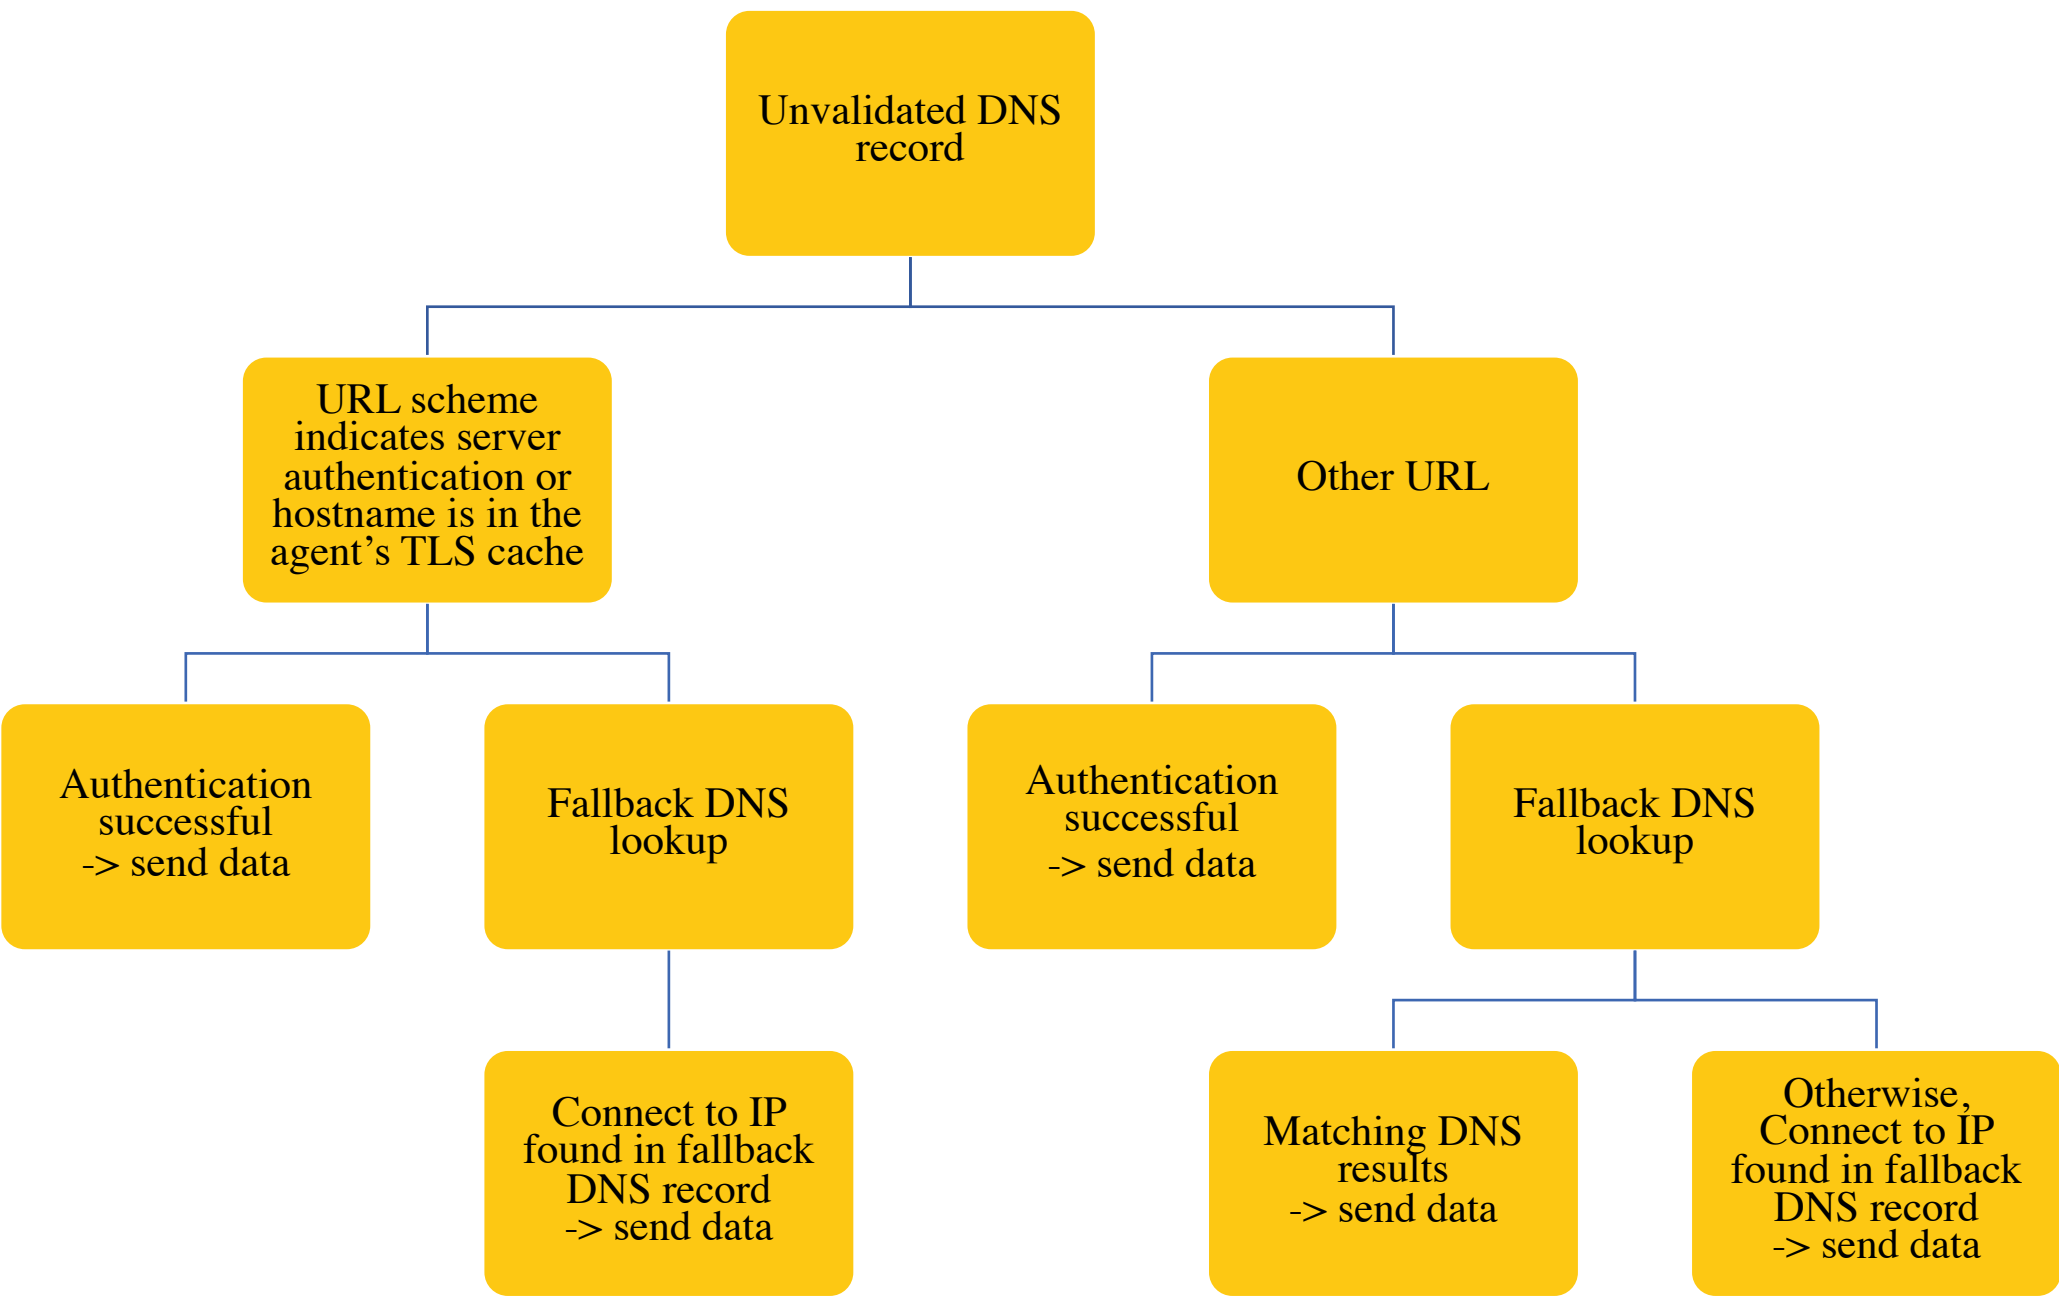 Unvalidated DNS
record
URL scheme
indicates server
authentication or
hostname is in the
agent’s TLS cache
Other URL
Authentication
successful
-> send data
Fallback DNS
lookup
Authentication
successful
-> send data
Fallback DNS
lookup
Connect to IP
found in fallback
DNS record
-> send data
Matching DNS
results
-> send data
Otherwise,
Connect to IP
found in fallback
DNS record
-> send data